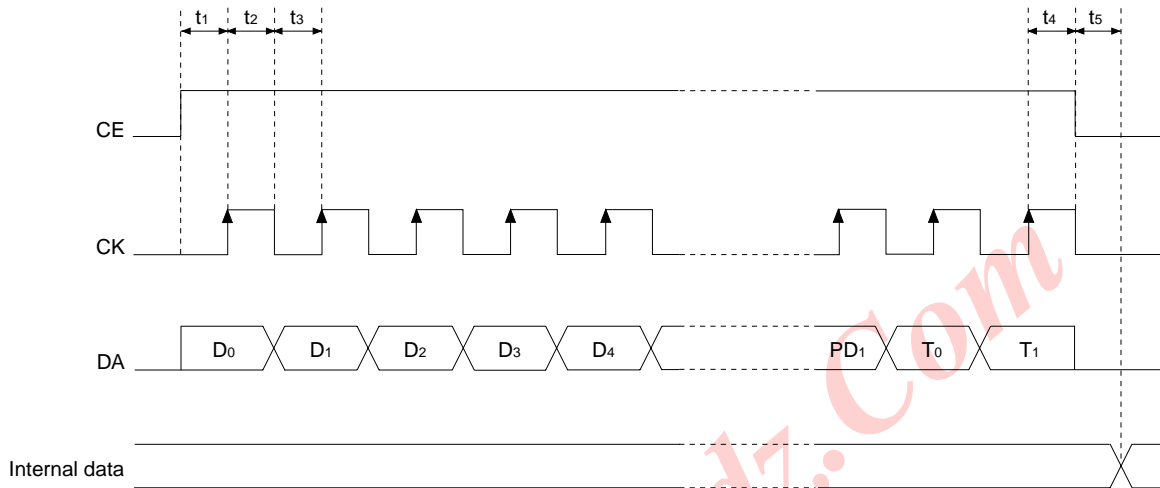 t1 t2 t3 t4 t5
CE
CK
DA D0 D1 D2 D3 D4 PD1 T0 T1
Internal data
dz.Com